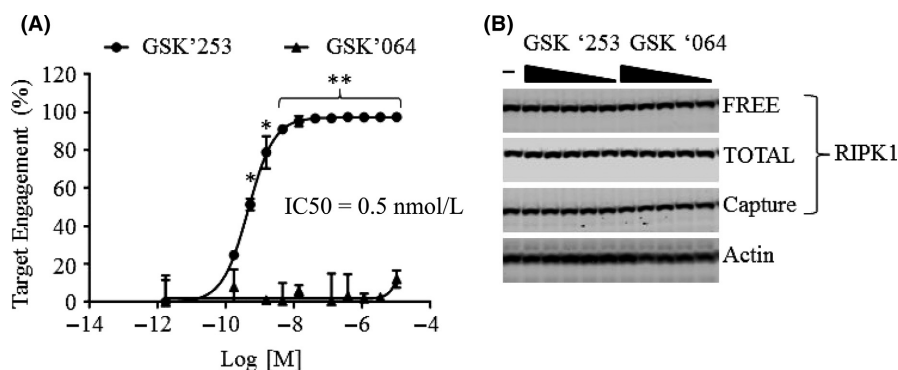 (A)
GSK'253 GSK'064
Target Engagement (%)
120
100
80
60
40
20
0
**
*
*
IC50 = 0.5 nmol/L
−14 −12 −10 −8 −6 −4
Log [M]
(B)
GSK ‘253 GSK ‘064
–
FREE
TOTAL
Capture
RIPK1
Actin